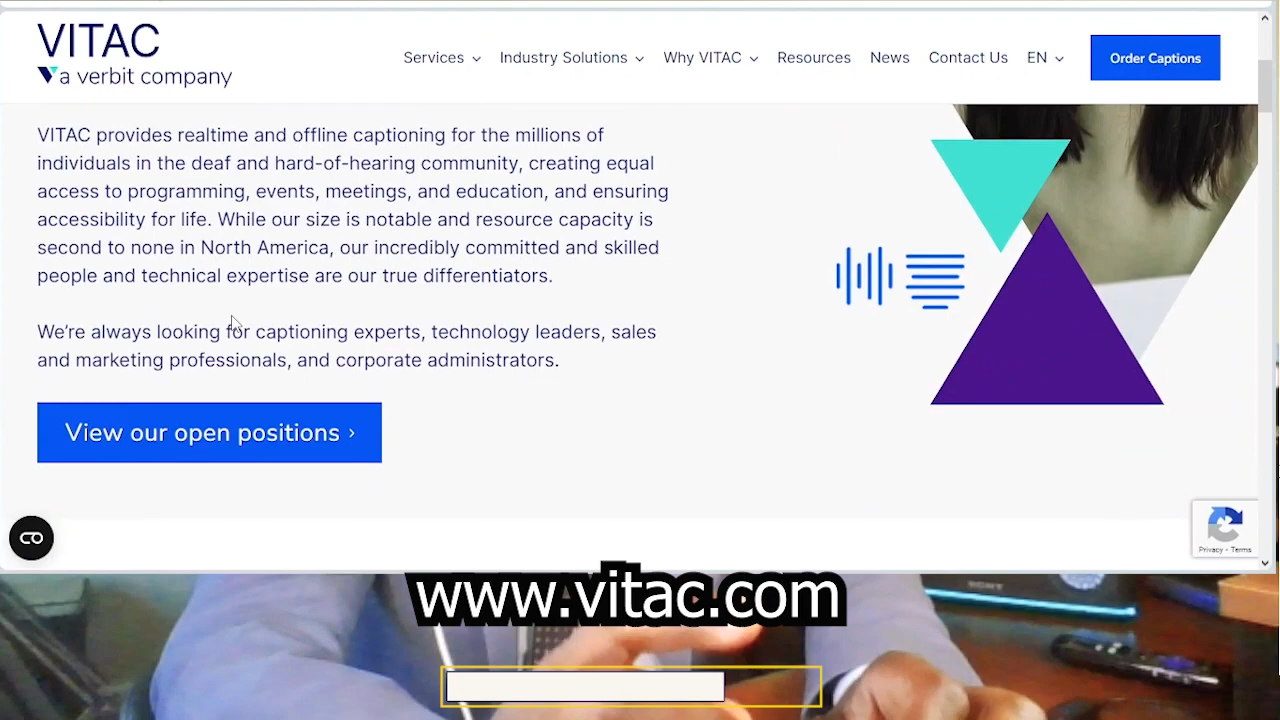 VITAC
a verbit company
Services
Industry Solutions
Why VITAC
Resources
News
Contact Us
EN
Order Captions
VITAC provides realtime and offline captioning for the millions of
individuals in the deaf and hard-of-hearing community, creating equal
access to programming, events, meetings, and education, and ensuring
accessibility for life. While our size is notable and resource capacity is
second to none in North America, our incredibly committed and skilled
people and technical expertise are our true differentiators.
We’re always looking for captioning experts, technology leaders, sales
and marketing professionals, and corporate administrators.
View our open positions ›
Privacy - Terms
www.vitac.com
SONY